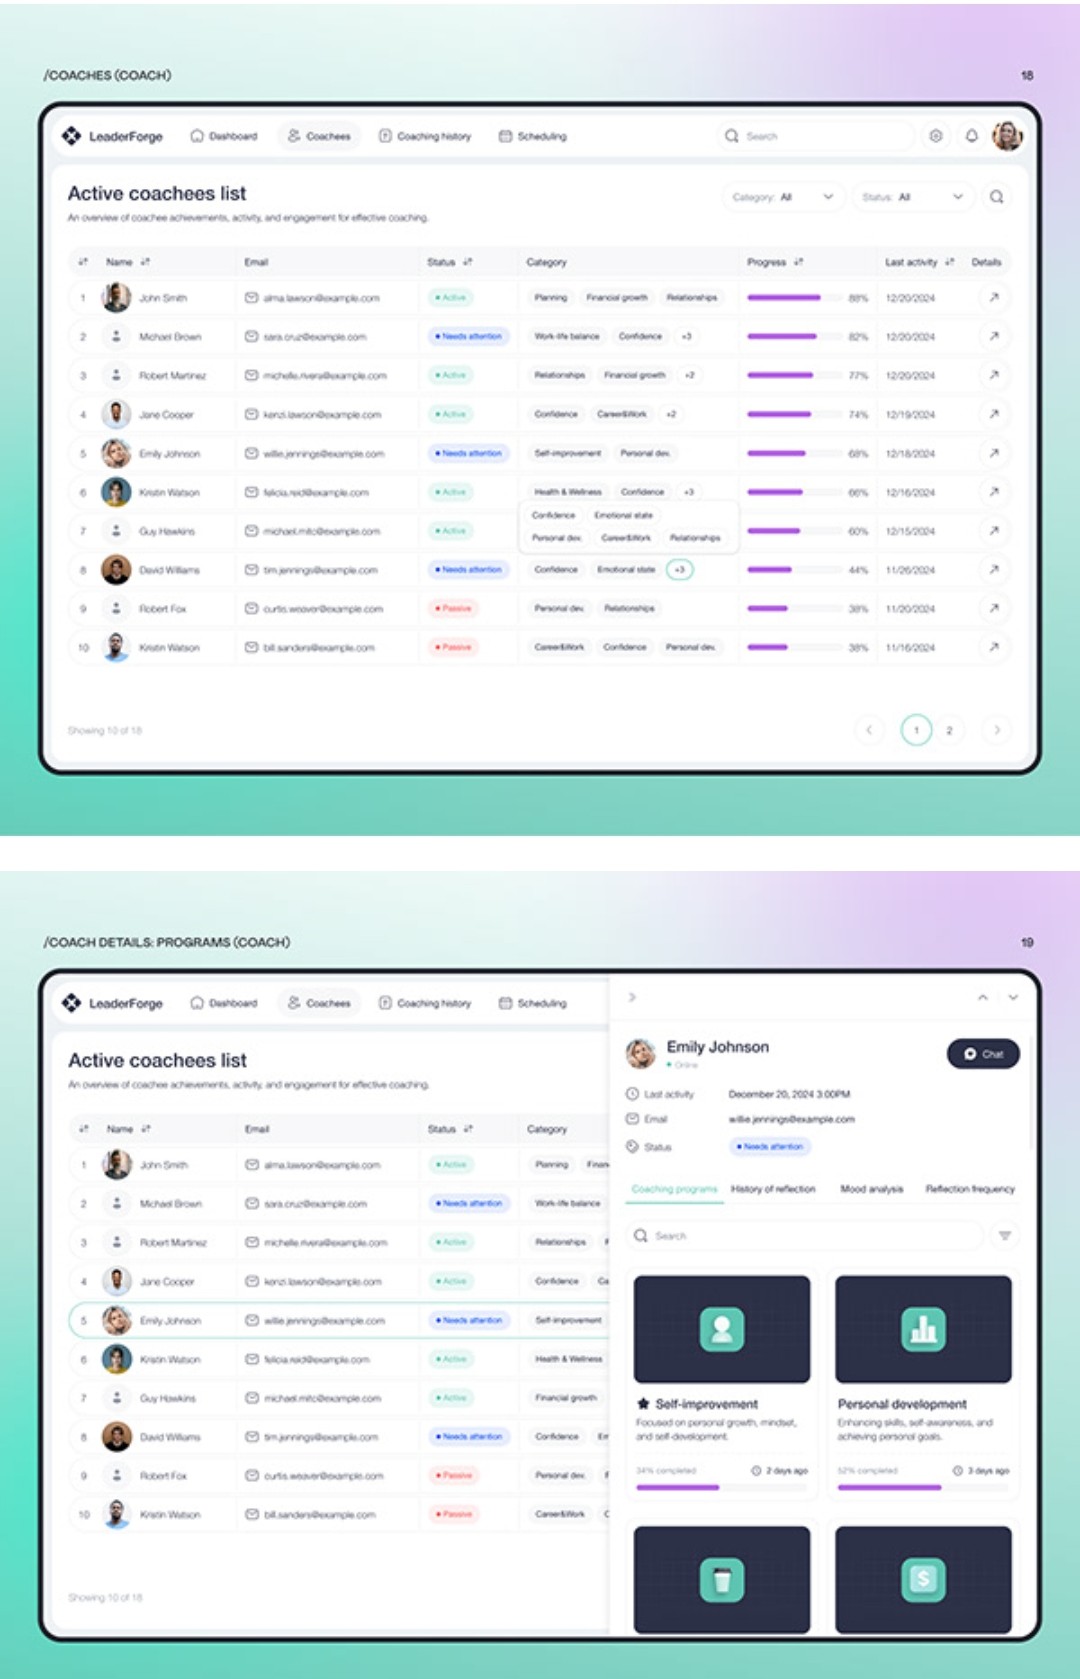 /COACHES (COACH)
18
LeaderForge Dashboard Coachees Coaching history Scheduling Search
Active coachees list
Category: All Status: All
An overview of coachee achievements, activity, and engagement for effective coaching.
Name Email Status Category Progress Last activity Details
1 John Smith alma.lawson@example.com Active Planning Financial growth Relationships 88% 12/20/2024
2 Michael Brown sara.cruz@example.com Needs attention Work-life balance Confidence +3 82% 12/20/2024
3 Robert Martinez michelle.rivera@example.com Active Relationships Financial growth +2 77% 12/20/2024
4 Jane Cooper kenzi.lawson@example.com Active Confidence Career&Work +2 74% 12/19/2024
5 Emily Johnson willie.jennings@example.com Needs attention Self-improvement Personal dev. 68% 12/18/2024
6 Kristin Watson felicia.reid@example.com Active Health & Wellness Confidence +3 66% 12/16/2024
Confidence Emotional state
7 Guy Hawkins michael.mitc@example.com Active 60% 12/15/2024
Personal dev. Career&Work Relationships
8 David Williams tim.jennings@example.com Needs attention Confidence Emotional state +3 44% 11/26/2024
9 Robert Fox curtis.weaver@example.com Passive Personal dev. Relationships 38% 11/20/2024
10 Kristin Watson bill.sanders@example.com Passive Career&Work Confidence Personal dev. 38% 11/16/2024
Showing 10 of 18
1 2
/COACH DETAILS: PROGRAMS (COACH)
19
LeaderForge Dashboard Coachees Coaching history Scheduling
Active coachees list
An overview of coachee achievements, activity, and engagement for effective coaching.
Name Email Status Category
1 John Smith alma.lawson@example.com Active Planning Finan
2 Michael Brown sara.cruz@example.com Needs attention Work-life balance
3 Robert Martinez michelle.rivera@example.com Active Relationships F
4 Jane Cooper kenzi.lawson@example.com Active Confidence Ca
5 Emily Johnson willie.jennings@example.com Needs attention Self-improvement
6 Kristin Watson felicia.reid@example.com Active Health & Wellness
7 Guy Hawkins michael.mitc@example.com Active Financial growth
8 David Williams tim.jennings@example.com Needs attention Confidence Em
9 Robert Fox curtis.weaver@example.com Passive Personal dev. F
10 Kristin Watson bill.sanders@example.com Passive Career&Work C
Showing 10 of 18
Emily Johnson
Online
Chat
Last activity December 20, 2024 3:00PM
Email willie.jennings@example.com
Status Needs attention
Coaching programs History of reflection Mood analysis Reflection frequency
Search
Self-improvement
Focused on personal growth, mindset,
and self-development.
34% completed 2 days ago
Personal development
Enhancing skills, self-awareness, and
achieving personal goals.
52% completed 3 days ago
$